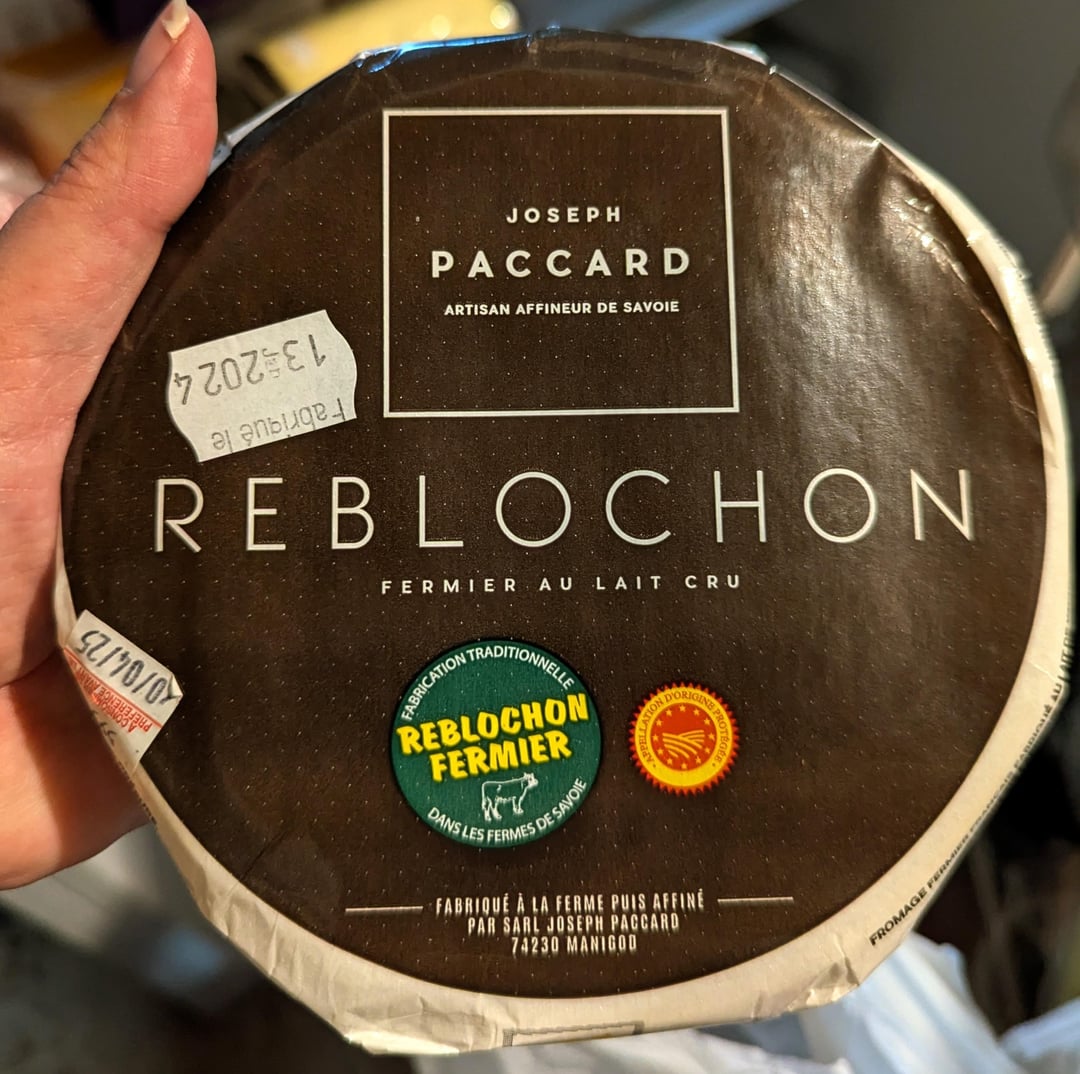 JOSEPH
PACCARD
ARTISAN AFFINEUR DE SAVOIE
Fabriqué le
13 2024
REBLOCHON
FERMIER AU LAIT CRU
0/04/25
FABRICATION TRADITIONNELLE
REBLOCHON
FERMIER
DANS LES FERMES DE SAVOIE
APPELLATION D'ORIGINE PROTÉGÉE
FABRIQUÉ À LA FERME PUIS AFFINÉ
PAR SARL JOSEPH PACCARD
74230 MANIGOD
FROMAGE FERMIER